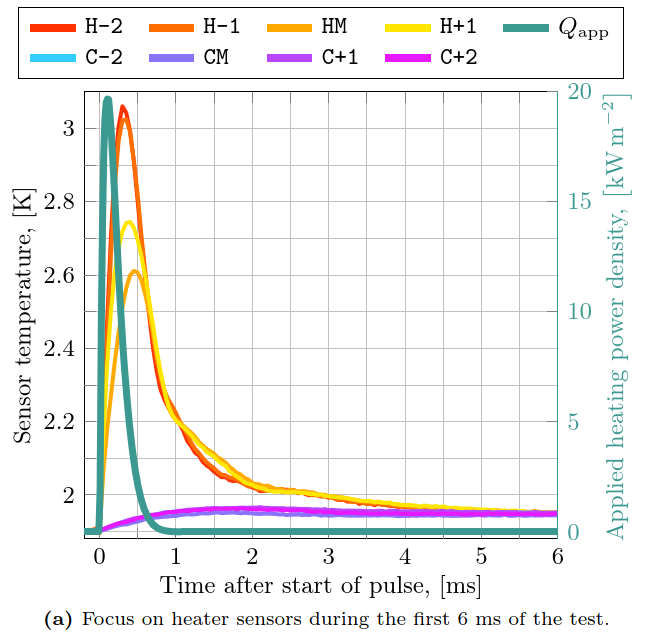 H-2 H-1 HM H+1 Qapp
C-2 CM C+1 C+2
20
3
2.8
15
2.6
10
2.4
2.2
5
2
0
0 1 2 3 4 5 6
Sensor temperature, [K]
Applied heating power density, [kW m⁻²]
Time after start of pulse, [ms]
(a) Focus on heater sensors during the first 6 ms of the test.